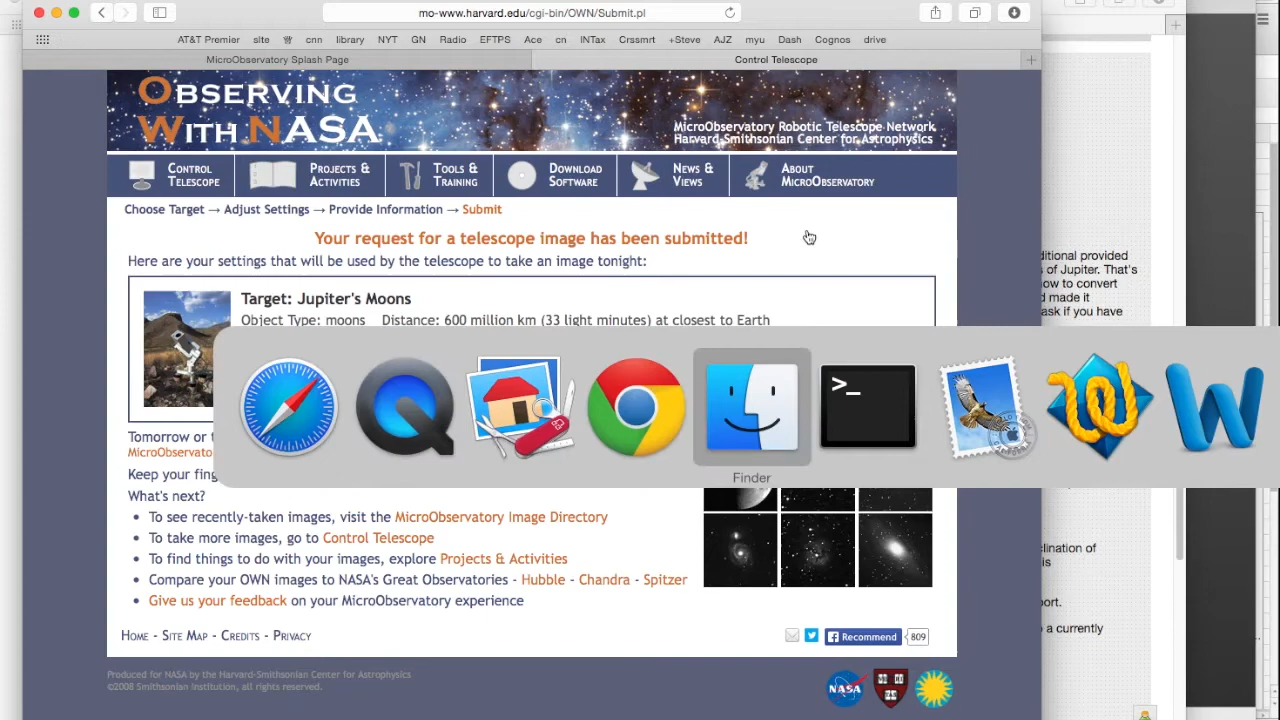 mo-www.harvard.edu/cgi-bin/OWN/Submit.pl
AT&T Premier site cnn library NYT GN Radio FTPS Ace cn INTax Crssmt +Steve AJZ myu Dash Cognos drive
MicroObservatory Splash Page Control Telescope
OBSERVING
WITH NASA
MicroObservatory Robotic Telescope Network
Harvard-Smithsonian Center for Astrophysics
CONTROL TELESCOPE
PROJECTS & ACTIVITIES
TOOLS & TRAINING
DOWNLOAD SOFTWARE
NEWS & VIEWS
ABOUT MICROOBSERVATORY
Choose Target → Adjust Settings → Provide Information → Submit
Your request for a telescope image has been submitted!
Here are your settings that will be used by the telescope to take an image tonight:
Target: Jupiter's Moons
Object Type: moons Distance: 600 million km (33 light minutes) at closest to Earth
Finder
Tomorrow or t
MicroObservato
Keep your fing
What's next?
• To see recently-taken images, visit the MicroObservatory Image Directory
• To take more images, go to Control Telescope
• To find things to do with your images, explore Projects & Activities
• Compare your OWN images to NASA's Great Observatories - Hubble - Chandra - Spitzer
• Give us your feedback on your MicroObservatory experience
HOME - SITE MAP - CREDITS - PRIVACY
Recommend 809
Produced for NASA by the Harvard-Smithsonian Center for Astrophysics
©2008 Smithsonian Institution, all rights reserved.
NASA
ditional provided
s of Jupiter. That's
ow to convert
d made it
ask if you have
clination of
is
port.
o a currently